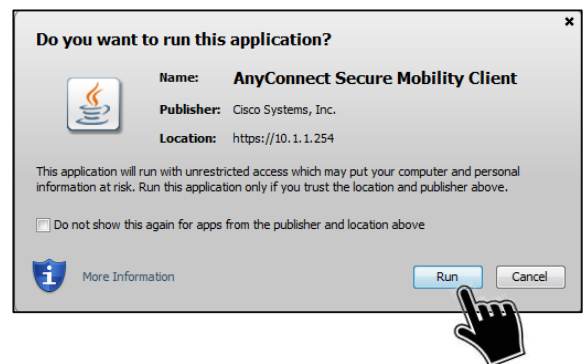 Do you want to run this application?
Name: AnyConnect Secure Mobility Client
Publisher: Cisco Systems, Inc.
Location: https://10.1.1.254
This application will run with unrestricted access which may put your computer and personal
information at risk. Run this application only if you trust the location and publisher above.
Do not show this again for apps from the publisher and location above
More Information
Run
Cancel